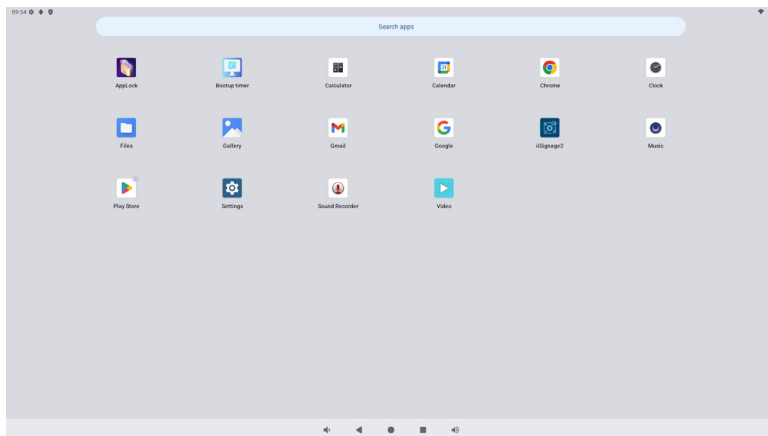 09:54
Search apps
AppLock
Bootup timer
Calculator
Calendar
Chrome
Clock
Files
Gallery
Gmail
Google
iiSignage2
Music
Play Store
Settings
Sound Recorder
Video